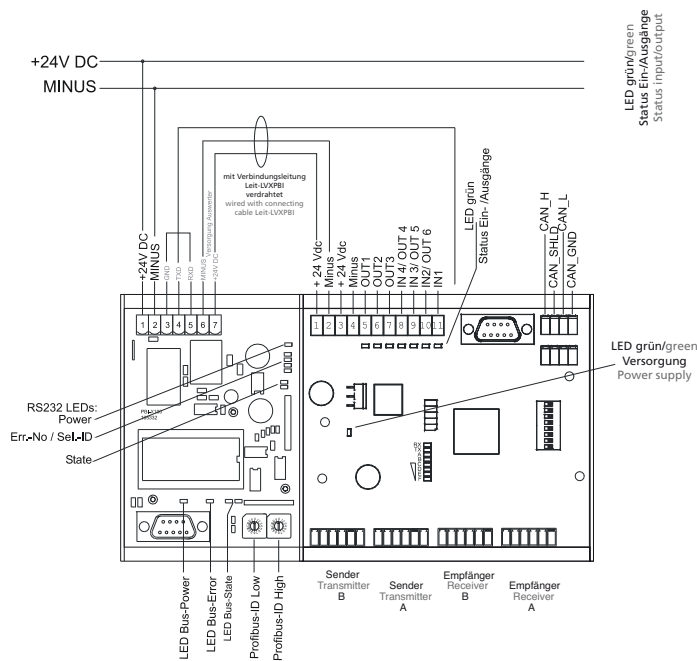 +24V DC
MINUS
LED grün/green
Status Ein-/Ausgänge
Status input/output
mit Verbindungsleitung
Leit-LVXPBI
verdrahtet
wired with connecting
cable Leit-LVXPBI
LED grün
Status Ein- /Ausgänge
+24V DC
MINUS
GND
TXD
RXD
MINUS
Versorgung Auswerter
+24V DC
+ 24 Vdc
Minus
+ 24 Vdc
Minus
OUT1
OUT2
OUT3
IN 4/ OUT 4
IN 3/ OUT 5
IN2/ OUT 6
IN1
CAN_H
CAN_SHLD
CAN_L
CAN_GND
1 2 3 4 5 6 7
1 2 3 4 5 6 7 8 9 10 11
LED grün/green
Versorgung
Power supply
RS232 LEDs:
Power
Err.-No / Sel.-ID
State
LED Bus-Power
LED Bus-Error
LED Bus-State
Profibus-ID Low
Profibus-ID High
Sender
Transmitter
B
Sender
Transmitter
A
Empfänger
Receiver
B
Empfänger
Receiver
A